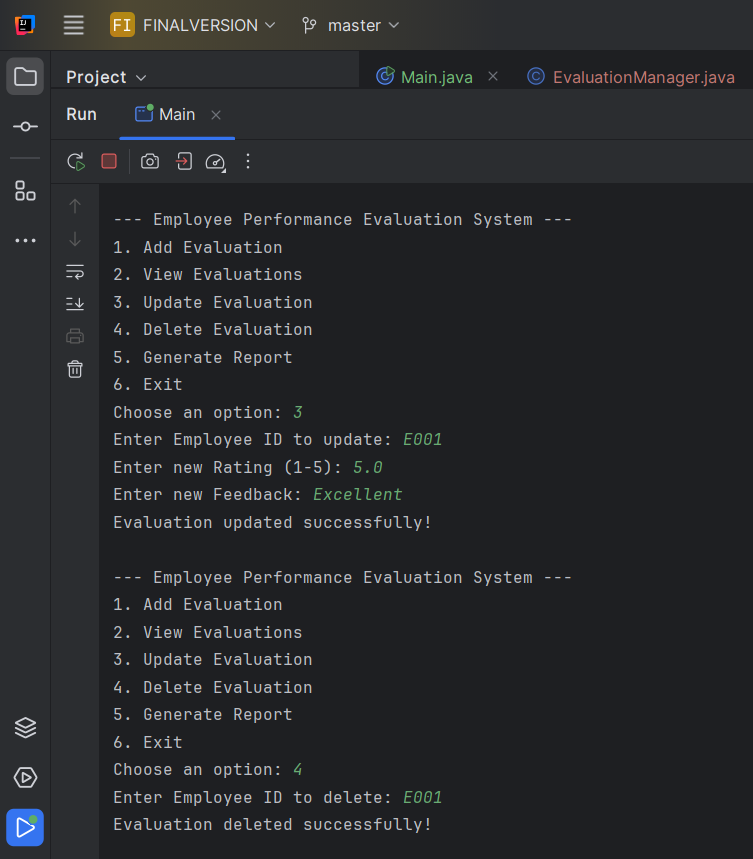 FI FINALVERSION master
Project Main.java EvaluationManager.java
Run Main
--- Employee Performance Evaluation System ---
1. Add Evaluation
2. View Evaluations
3. Update Evaluation
4. Delete Evaluation
5. Generate Report
6. Exit
Choose an option: 3
Enter Employee ID to update: E001
Enter new Rating (1-5): 5.0
Enter new Feedback: Excellent
Evaluation updated successfully!
--- Employee Performance Evaluation System ---
1. Add Evaluation
2. View Evaluations
3. Update Evaluation
4. Delete Evaluation
5. Generate Report
6. Exit
Choose an option: 4
Enter Employee ID to delete: E001
Evaluation deleted successfully!